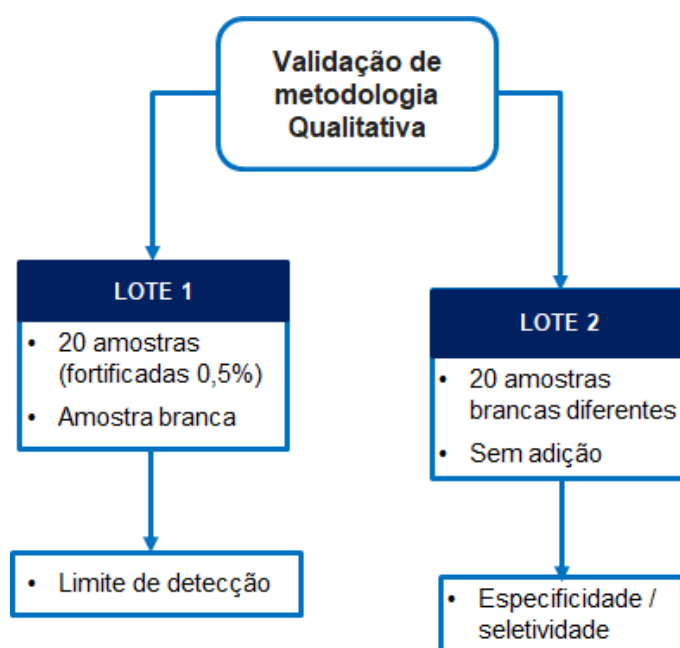 Validação de
metodologia
Qualitativa
LOTE 1
• 20 amostras
(fortificadas 0,5%)
• Amostra branca
• Limite de detecção
LOTE 2
• 20 amostras
brancas diferentes
• Sem adição
• Especificidade /
seletividade